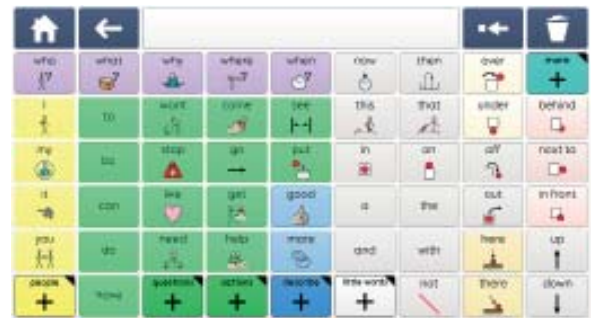 who what why where when now then over more
I to want come see this that under behind
my be stop go put in on off next to
it can like get good a the out in front
you do need help more and with here up
people have questions actions describe little words not there down